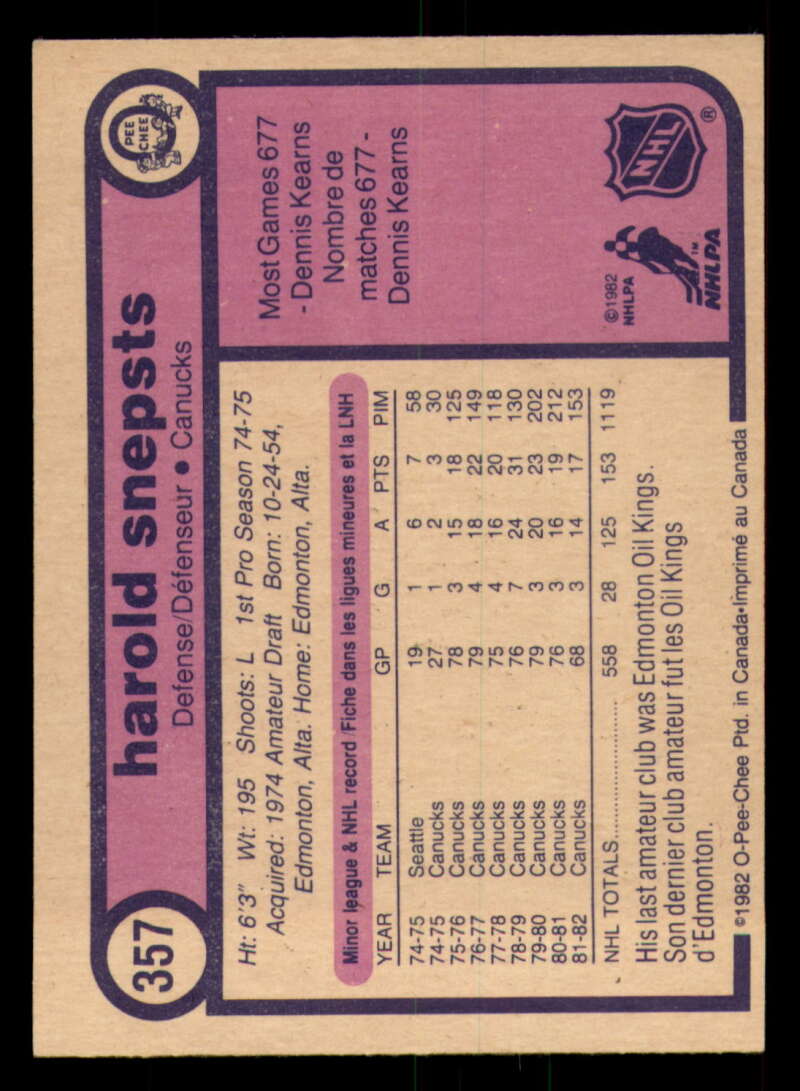 357
harold snepsts
Defense/Défenseur • Canucks
O
PEE
CHEE
Ht: 6'3" Wt: 195 Shoots: L 1st Pro Season 74-75
Acquired: 1974 Amateur Draft Born: 10-24-54,
Edmonton, Alta. Home: Edmonton, Alta.
Minor league & NHL record/Fiche dans les ligues mineures et la LNH
YEAR TEAM GP G A PTS PIM
74-75 Seattle 19 1 6 7 58
74-75 Canucks 27 1 2 3 30
75-76 Canucks 78 3 15 18 125
76-77 Canucks 79 4 18 22 149
77-78 Canucks 75 4 16 20 118
78-79 Canucks 76 7 24 31 130
79-80 Canucks 79 3 20 23 202
80-81 Canucks 76 3 16 19 212
81-82 Canucks 68 3 14 17 153
NHL TOTALS.................... 558 28 125 153 1119
His last amateur club was Edmonton Oil Kings.
Son dernier club amateur fut les Oil Kings
d'Edmonton.
Most Games 677
- Dennis Kearns
Nombre de
matches 677 -
Dennis Kearns
©1982
NHLPA
NHL
®
NHLPA
™
©1982 O-Pee-Chee Ptd. in Canada•Imprimé au Canada